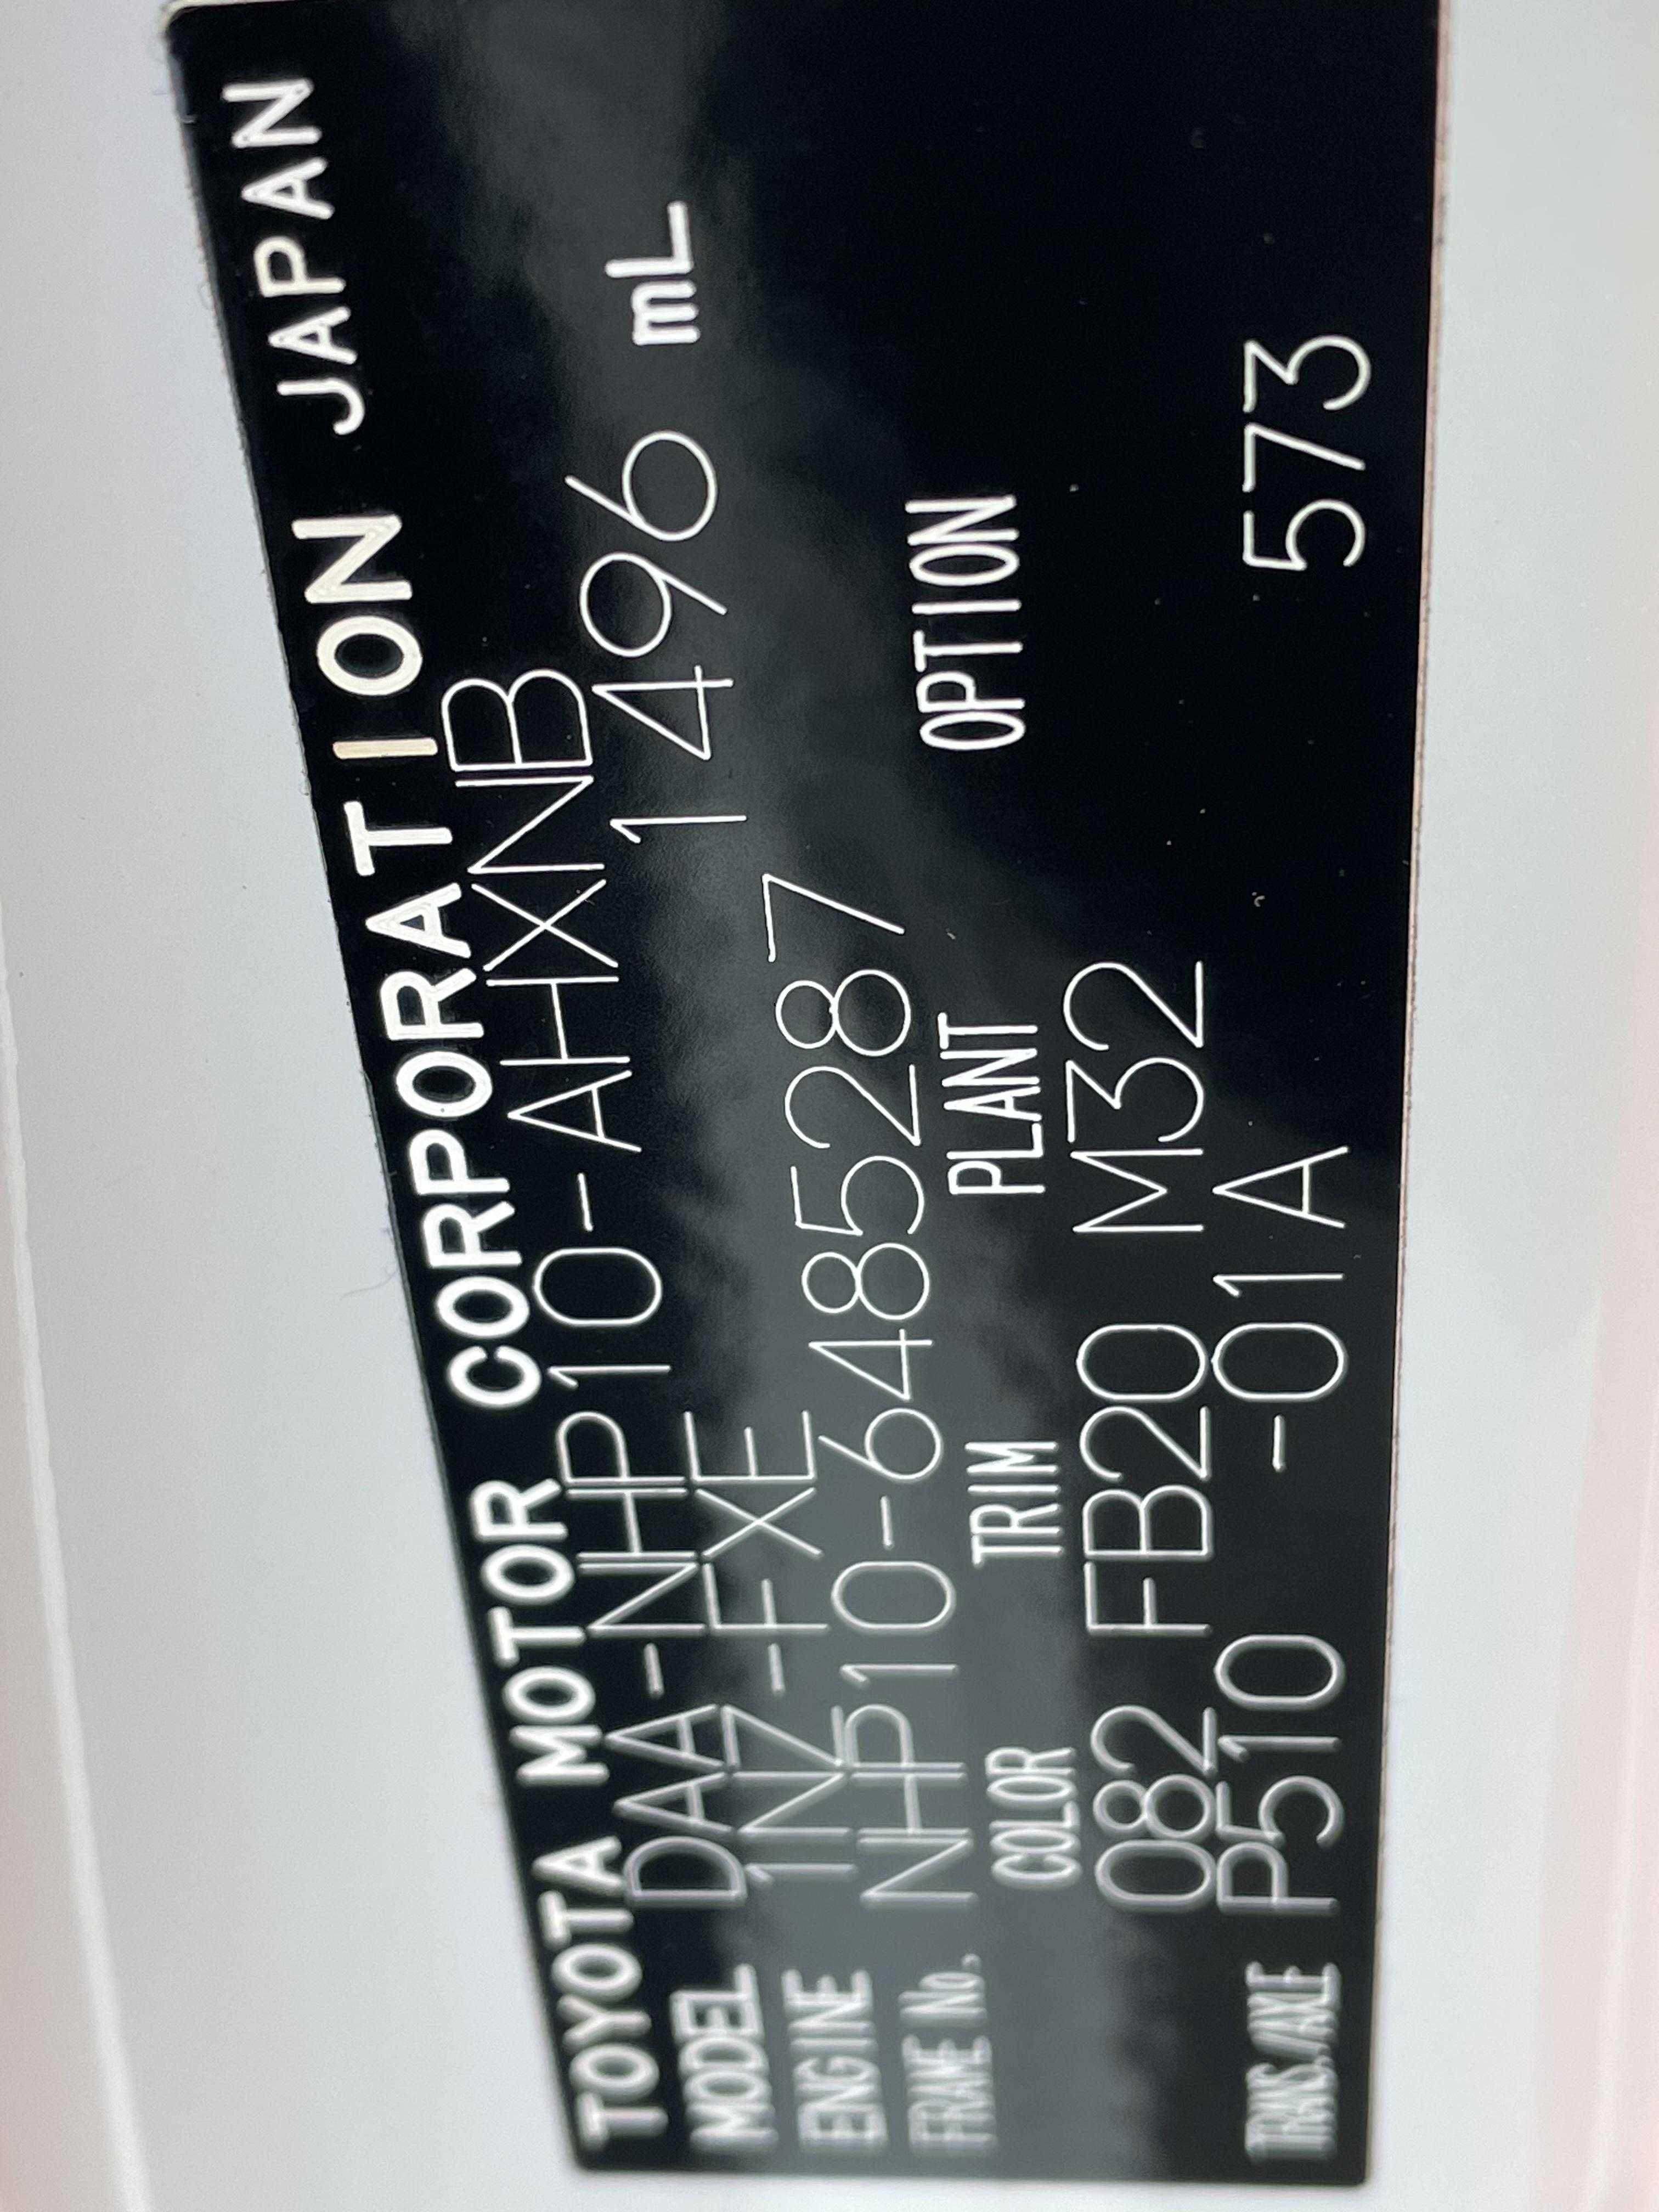 TOYOTA MOTOR CORPORATION JAPAN
MODEL DAA-NHP10-AHXNB
ENGINE 1NZ-FXE 1496 mL
FRAME No. NHP10-6485287
COLOR TRIM PLANT OPTION
082 FB20 M32
TRANS./AXLE P510 -01A 573